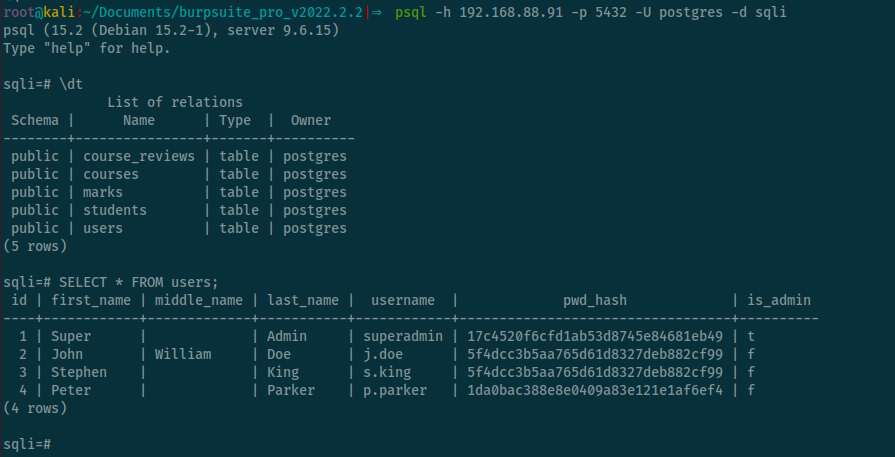 root@kali:~/Documents/burpsuite_pro_v2022.2.2|⇒  psql -h 192.168.88.91 -p 5432 -U postgres -d sqli
psql (15.2 (Debian 15.2-1), server 9.6.15)
Type "help" for help.

sqli=# \dt
             List of relations
 Schema |      Name      | Type  |  Owner
--------+----------------+-------+----------
 public | course_reviews | table | postgres
 public | courses        | table | postgres
 public | marks          | table | postgres
 public | students       | table | postgres
 public | users          | table | postgres
(5 rows)

sqli=# SELECT * FROM users;
 id | first_name | middle_name | last_name |  username  |             pwd_hash             | is_admin
----+------------+-------------+-----------+------------+----------------------------------+----------
  1 | Super      |             | Admin     | superadmin | 17c4520f6cfd1ab53d8745e84681eb49 | t
  2 | John       | William     | Doe       | j.doe      | 5f4dcc3b5aa765d61d8327deb882cf99 | f
  3 | Stephen    |             | King      | s.king     | 5f4dcc3b5aa765d61d8327deb882cf99 | f
  4 | Peter      |             | Parker    | p.parker   | 1da0bac388e8e0409a83e121e1af6ef4 | f
(4 rows)

sqli=#